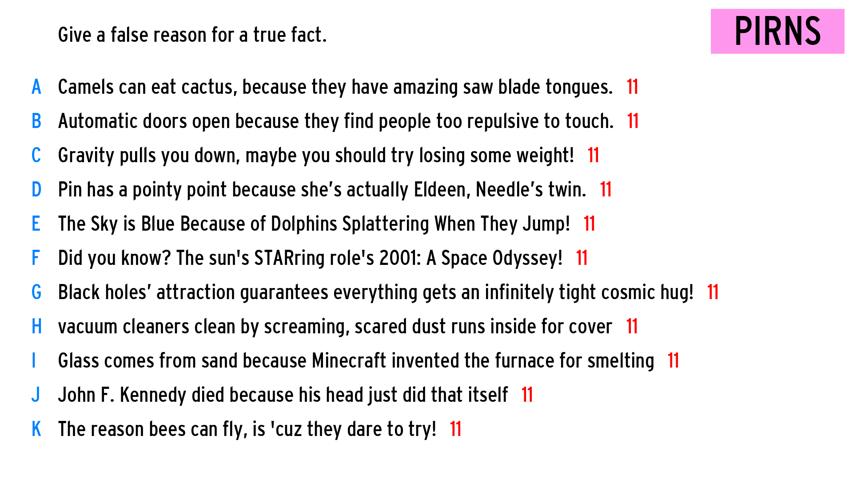 Give a false reason for a true fact.
PIRNS
A Camels can eat cactus, because they have amazing saw blade tongues. 11
B Automatic doors open because they find people too repulsive to touch. 11
C Gravity pulls you down, maybe you should try losing some weight! 11
D Pin has a pointy point because she's actually Eldeen, Needle's twin. 11
E The Sky is Blue Because of Dolphins Splattering When They Jump! 11
F Did you know? The sun's STARring role's 2001: A Space Odyssey! 11
G Black holes’ attraction guarantees everything gets an infinitely tight cosmic hug! 11
H vacuum cleaners clean by screaming, scared dust runs inside for cover 11
I Glass comes from sand because Minecraft invented the furnace for smelting 11
J John F. Kennedy died because his head just did that itself 11
K The reason bees can fly, is 'cuz they dare to try! 11